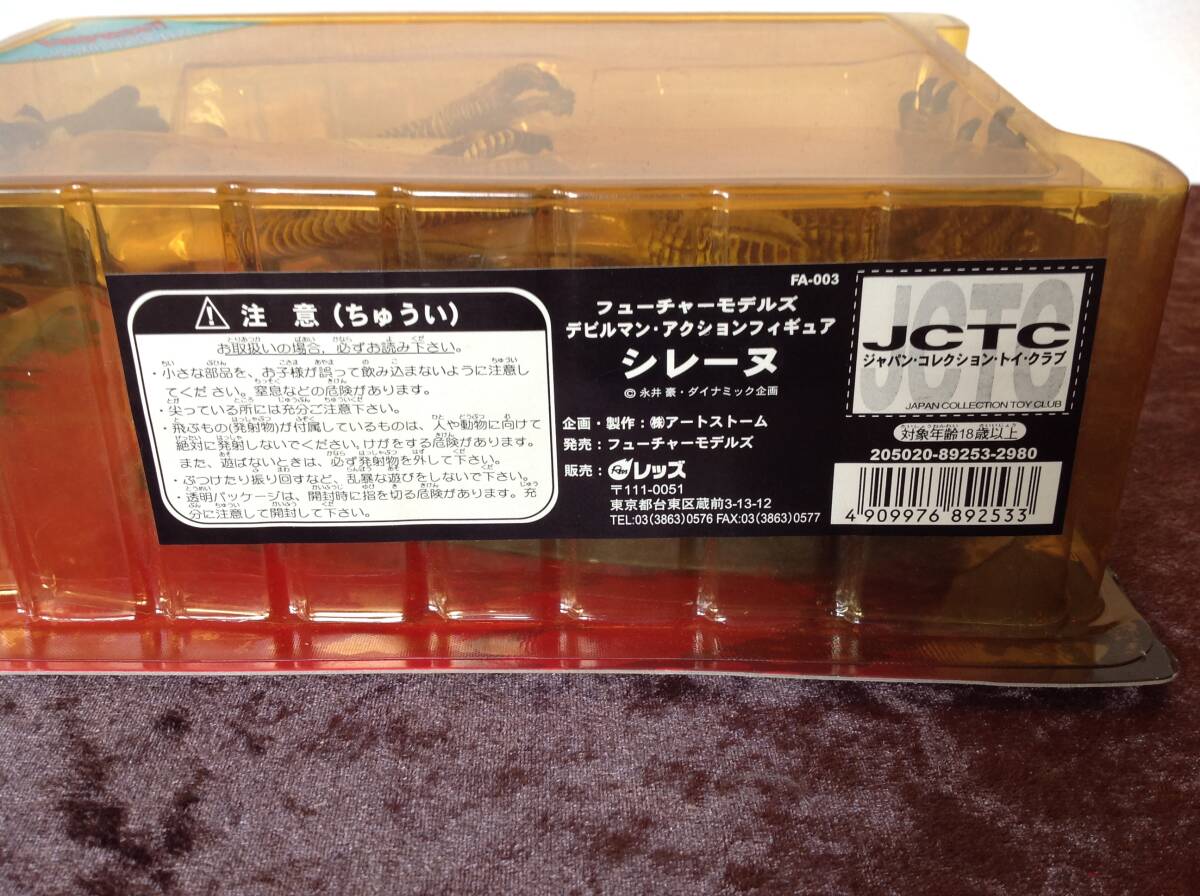 注 意 (ちゅうい)
お取扱いの場合、必ずお読み下さい。
・小さな部品を、お子様が誤って飲み込まないように注意し
てください。窒息などの危険があります。
・尖っている所には充分ご注意下さい。
・飛ぶもの(発射物)が付属しているものは、人や動物に向けて
絶対に発射しないでください。けがをする危険があります。
また、遊ばないときは、必ず発射物を外して下さい。
・ぶつけたり振り回すなど、乱暴な遊びをしないで下さい。
・透明パッケージは、開封時に指を切る危険があります。充
分に注意して開封して下さい。
FA-003
フューチャーモデルズ
デビルマン・アクションフィギュア
シレーヌ
© 永井 豪・ダイナミック企画
企画・製作：㈱アートストーム
発売：フューチャーモデルズ
販売：レッズ
〒111-0051
東京都台東区蔵前3-13-12
TEL:03(3863)0576 FAX:03(3863)0577
JCTC
JCTC
ジャパン・コレクション・トイ・クラブ
JCTC
JAPAN COLLECTION TOY CLUB
対象年齢18歳以上
205020-89253-2980
4 909976 892533